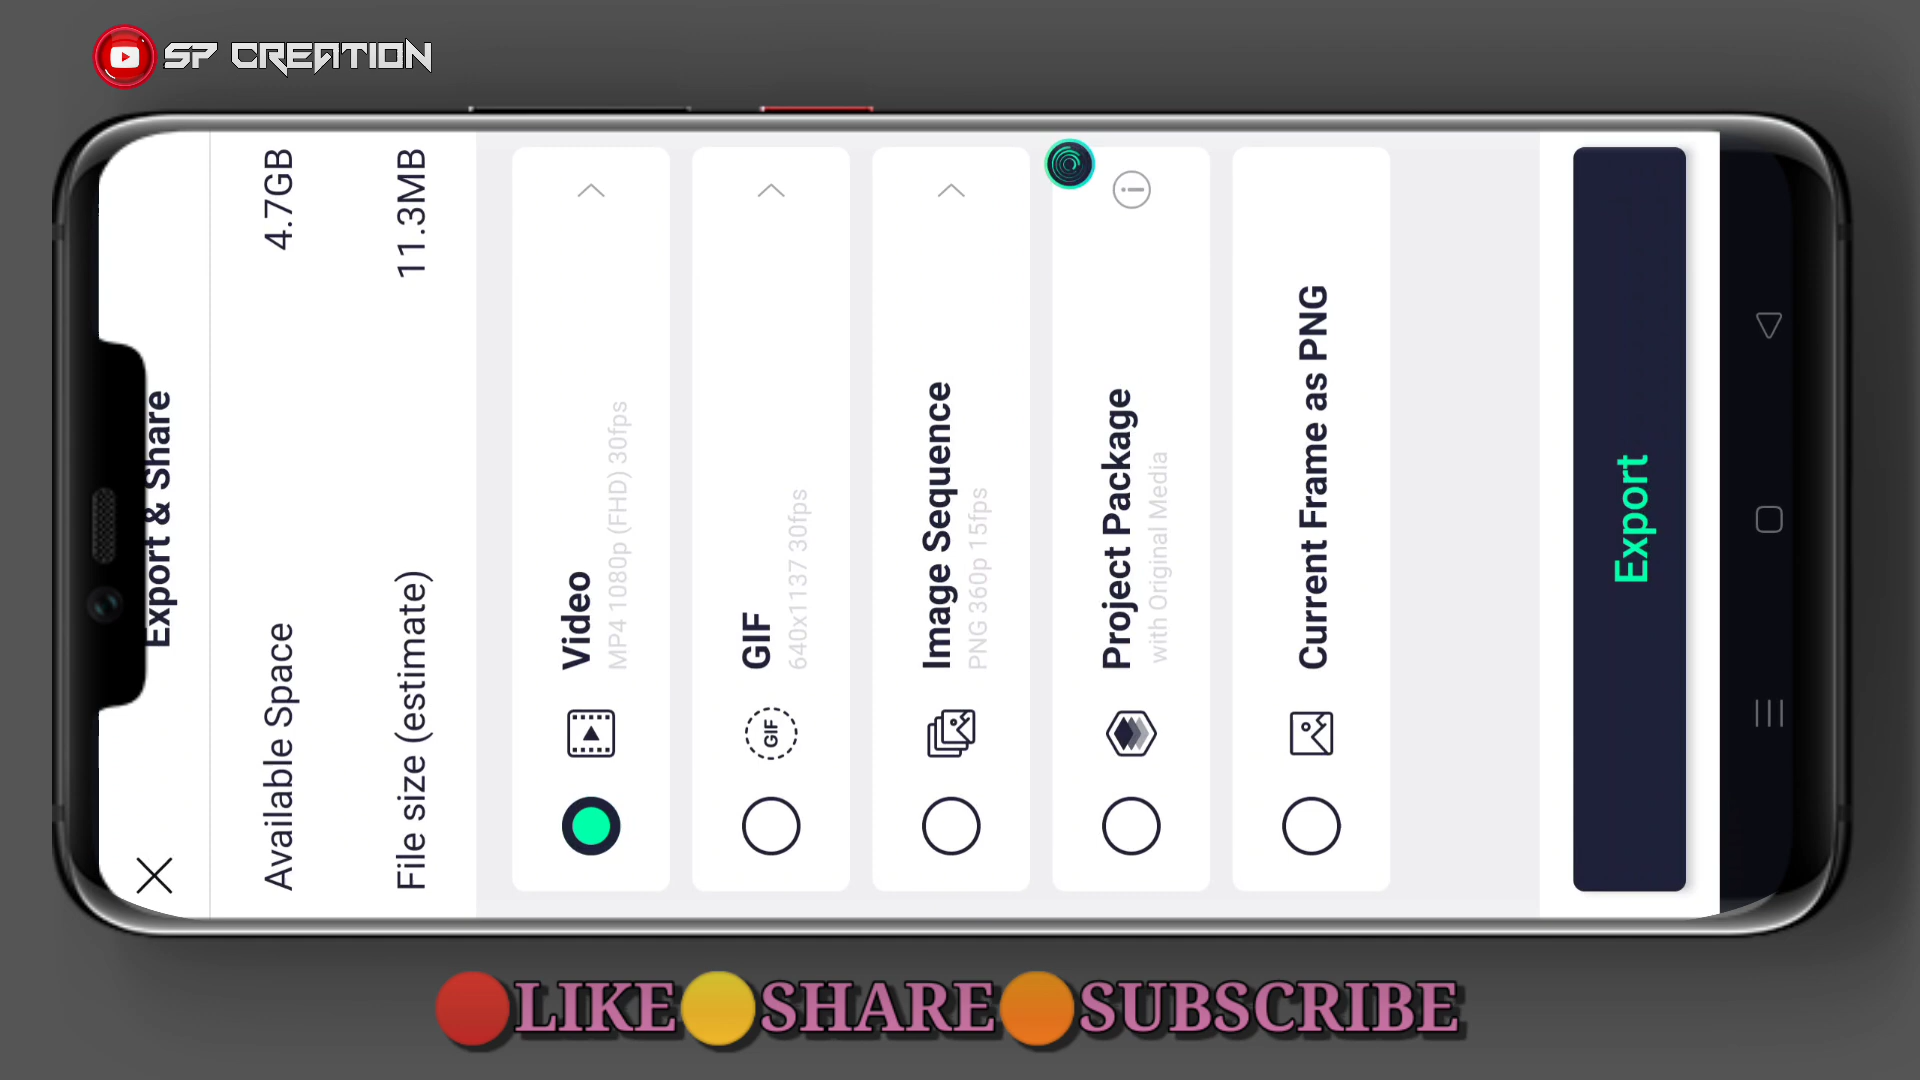 SP CREATION
Export & Share
Available Space 4.7GB
File size (estimate) 11.3MB
Video
MP4 1080p (FHD) 30fps
GIF
GIF
640x1137 30fps
Image Sequence
PNG 360p 15fps
Project Package
with Original Media
Current Frame as PNG
Export
LIKE SHARE SUBSCRIBE